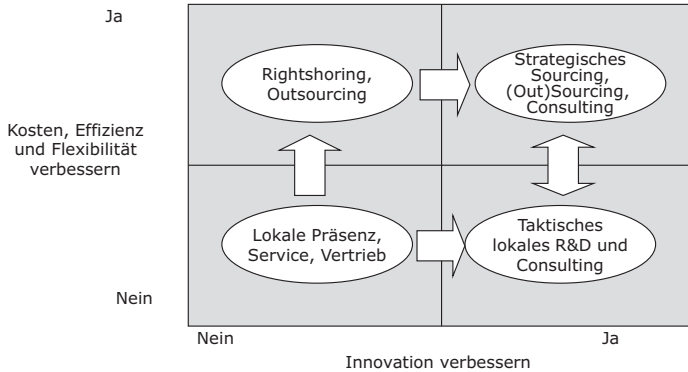 Ja
Rightshoring,
Outsourcing
Strategisches
Sourcing,
(Out)Sourcing,
Consulting
Kosten, Effizienz
und Flexibilität
verbessern
Lokale Präsenz,
Service, Vertrieb
Taktisches
lokales R&D und
Consulting
Nein
Nein
Ja
Innovation verbessern